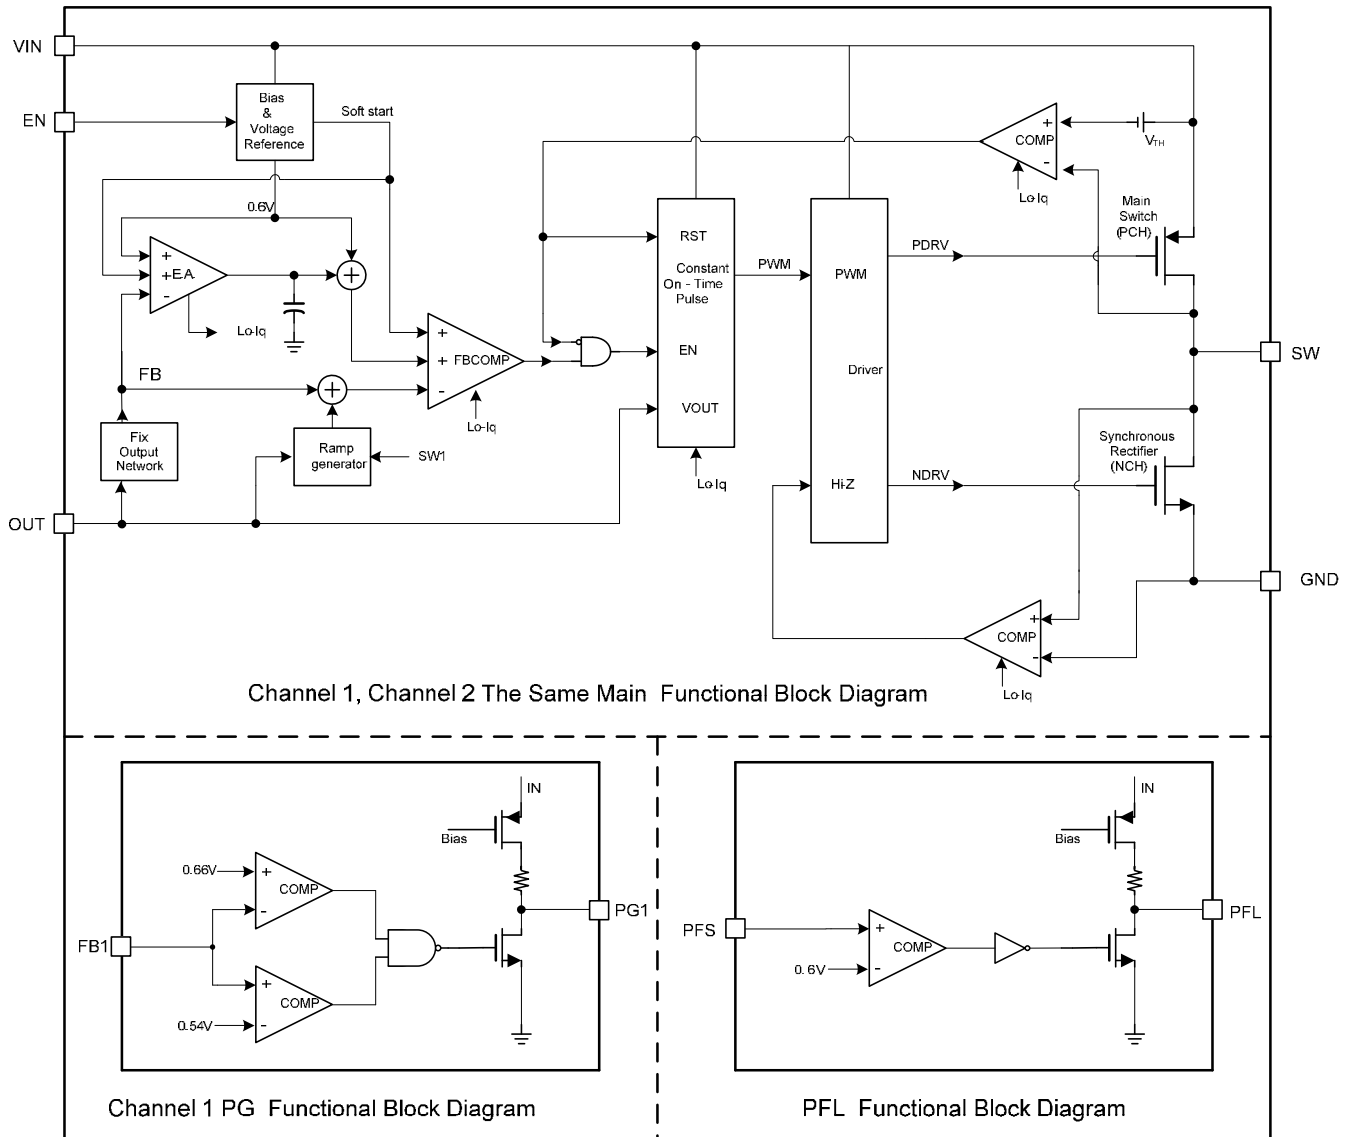 VIN
EN
Bias
&
Voltage
Reference
Soft start
0.6V
+
+
-
E.A.
Lo-Iq
FB
Fix
Output
Network
OUT
Ramp
generator
SW1
+
+
-
FBCOMP
Lo-Iq
RST
Constant
On - Time
Pulse
EN
VOUT
Lo-Iq
PWM
PWM
Driver
Hi-Z
PDRV
NDRV
+
COMP
-
Lo-Iq
VTH
Main
Switch
(PCH)
SW
Synchronous
Rectifier
(NCH)
GND
+
COMP
-
Lo-Iq
Channel 1, Channel 2 The Same Main Functional Block Diagram
IN
Bias
0.66V
+
COMP
-
PG1
FB1
+
COMP
0.54V
-
Channel 1 PG Functional Block Diagram
IN
Bias
PFL
PFS
+
COMP
0.6V
-
PFL Functional Block Diagram